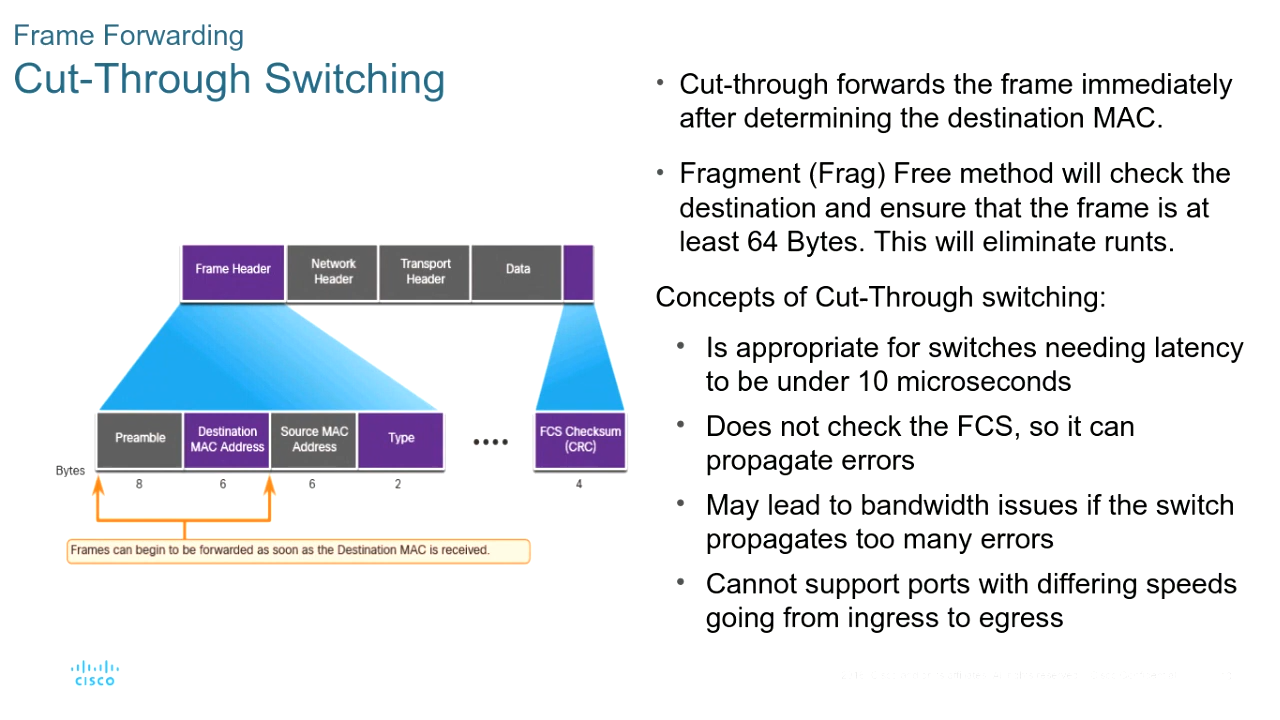 Frame Forwarding
Cut-Through Switching
• Cut-through forwards the frame immediately
after determining the destination MAC.
• Fragment (Frag) Free method will check the
destination and ensure that the frame is at
least 64 Bytes. This will eliminate runts.
Concepts of Cut-Through switching:
• Is appropriate for switches needing latency
to be under 10 microseconds
• Does not check the FCS, so it can
propagate errors
• May lead to bandwidth issues if the switch
propagates too many errors
• Cannot support ports with differing speeds
going from ingress to egress
Frame Header
Network
Header
Transport
Header
Data
Preamble
Destination
MAC Address
Source MAC
Address
Type
••••
FCS Checksum
(CRC)
Bytes
8
6
6
2
4
Frames can begin to be forwarded as soon as the Destination MAC is received.
CISCO